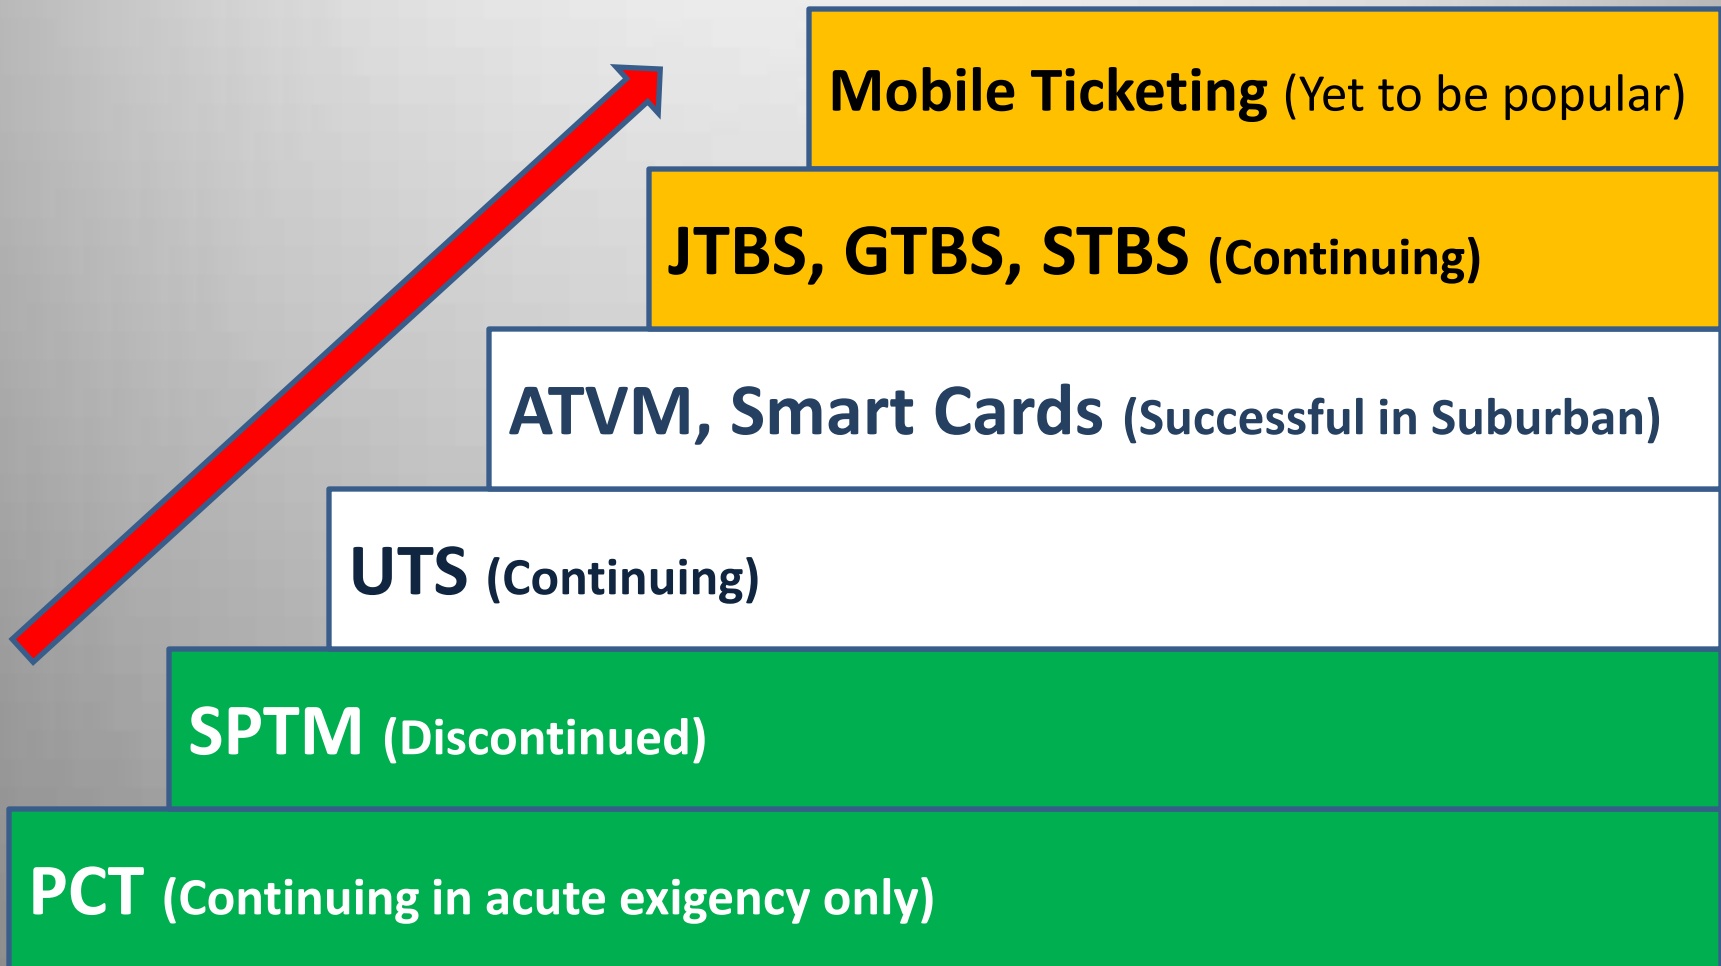 Mobile Ticketing (Yet to be popular)
JTBS, GTBS, STBS (Continuing)
ATVM, Smart Cards (Successful in Suburban)
UTS (Continuing)
SPTM (Discontinued)
PCT (Continuing in acute exigency only)